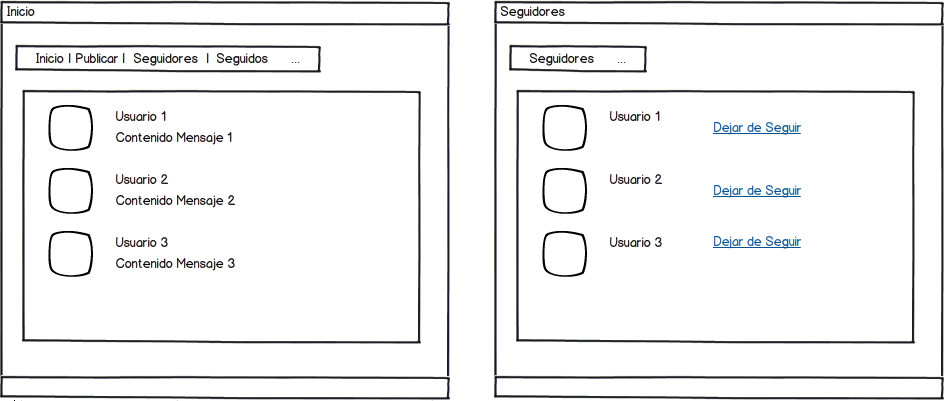 Inicio
Inicio | Publicar | Seguidores | Seguidos ...
Usuario 1
Contenido Mensaje 1
Usuario 2
Contenido Mensaje 2
Usuario 3
Contenido Mensaje 3
Seguidores
Seguidores ...
Usuario 1
Dejar de Seguir
Usuario 2
Dejar de Seguir
Usuario 3 Dejar de Seguir